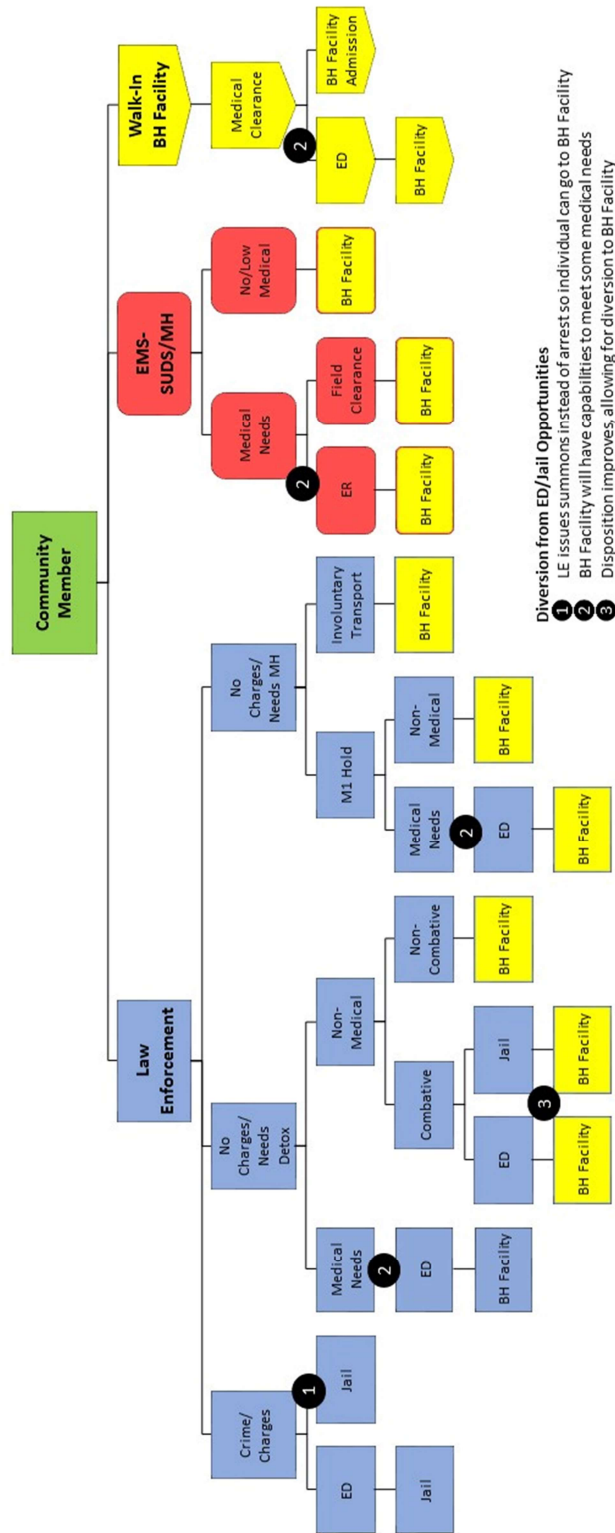 Community
Member
Law
Enforcement
EMS-
SUDS/MH
Walk-In
BH Facility
Crime/
Charges
No
Charges/
Needs
Detox
No
Charges/
Needs MH
Medical
Needs
No/Low
Medical
Medical
Clearance
1
2
2
ED
Jail
Medical
Needs
Non-
Medical
M1 Hold
Involuntary
Transport
ER
Field
Clearance
BH Facility
ED
BH Facility
Admission
2
Jail
ED
Combative
Non-
Combative
Medical
Needs
Non-
Medical
BH Facility
BH Facility
BH Facility
BH Facility
2
BH Facility
ED
Jail
BH Facility
ED
BH Facility
3
BH Facility
BH Facility
BH Facility
Diversion from ED/Jail Opportunities
1 LE issues summons instead of arrest so individual can go to BH Facility
2 BH Facility will have capabilities to meet some medical needs
3 Disposition improves, allowing for diversion to BH Facility